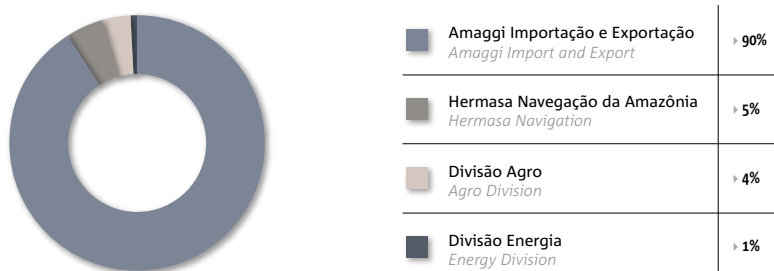 Amaggi Importação e Exportação
Amaggi Import and Export
90%
Hermasa Navegação da Amazônia
Hermasa Navigation
5%
Divisão Agro
Agro Division
4%
Divisão Energia
Energy Division
1%